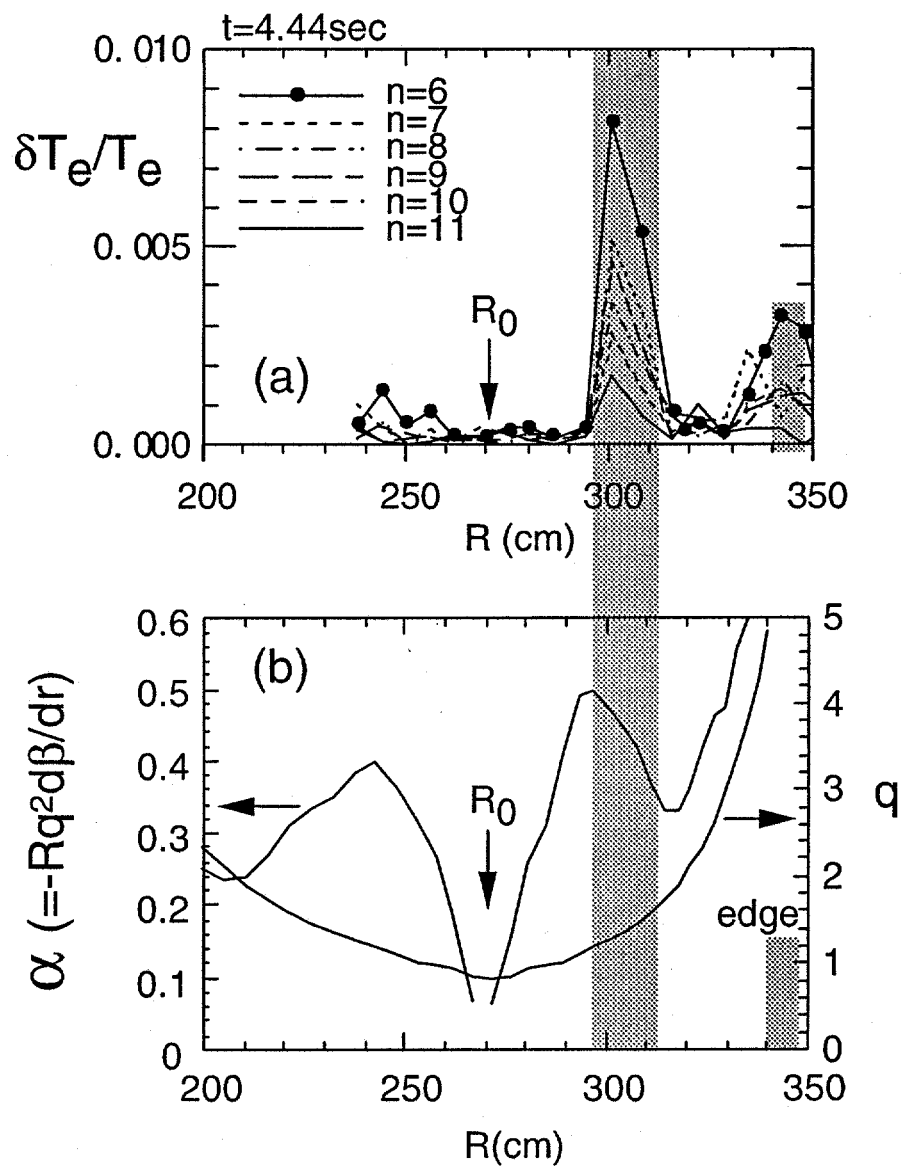 t=4.44sec
0.010
n=6
n=7
δTe/Te
n=8
n=9
n=10
n=11
0.005
R0
(a)
0.000
200
250
300
350
R (cm)
0.6
5
(b)
0.5
4
α (=-Rq²dβ/dr)
0.4
R0
3
q
0.3
2
0.2
edge
0.1
1
0
0
200
250
300
350
R(cm)